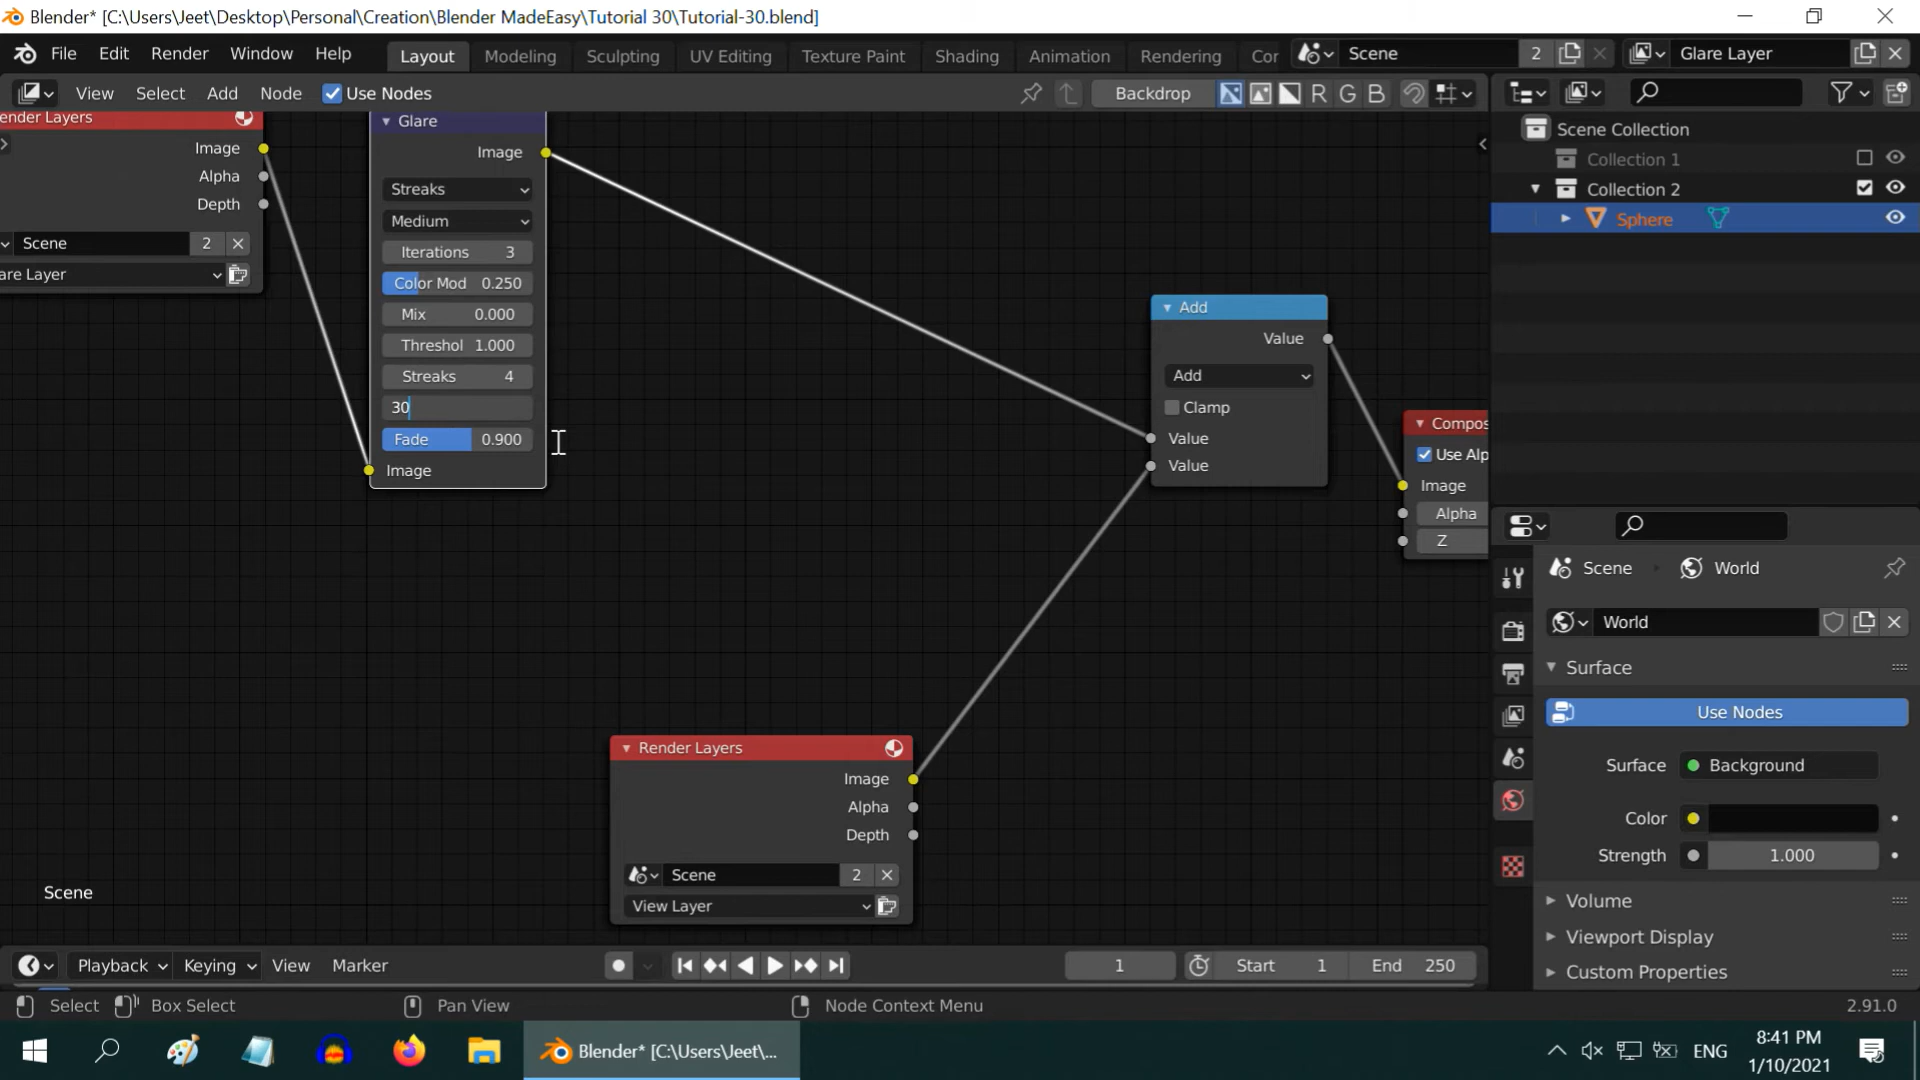 Blender* [C:\Users\Jeet\Desktop\Personal\Creation\Blender MadeEasy\Tutorial 30\Tutorial-30.blend]
File Edit Render Window Help Layout Modeling Sculpting UV Editing Texture Paint Shading Animation Rendering Cor Scene 2 Glare Layer
View Select Add Node Use Nodes Backdrop R G B
ender Layers
Image
Alpha
Depth
Scene 2
are Layer
Glare
Image
Streaks
Medium
Iterations 3
Color Mod 0.250
Mix 0.000
Threshol 1.000
Streaks 4
30
Fade 0.900
Image
Add
Value
Add
Clamp
Value
Value
Compos
Use Alp
Image
Alpha
Z
Render Layers
Image
Alpha
Depth
Scene 2
View Layer
Scene
Scene Collection
Collection 1
Collection 2
Sphere
Scene World
World
Surface
Use Nodes
Surface Background
Color
Strength 1.000
Volume
Viewport Display
Custom Properties
Playback Keying View Marker 1 Start 1 End 250
Select Box Select Pan View Node Context Menu 2.91.0
Blender* [C:\Users\Jeet\... ENG 8:41 PM
1/10/2021